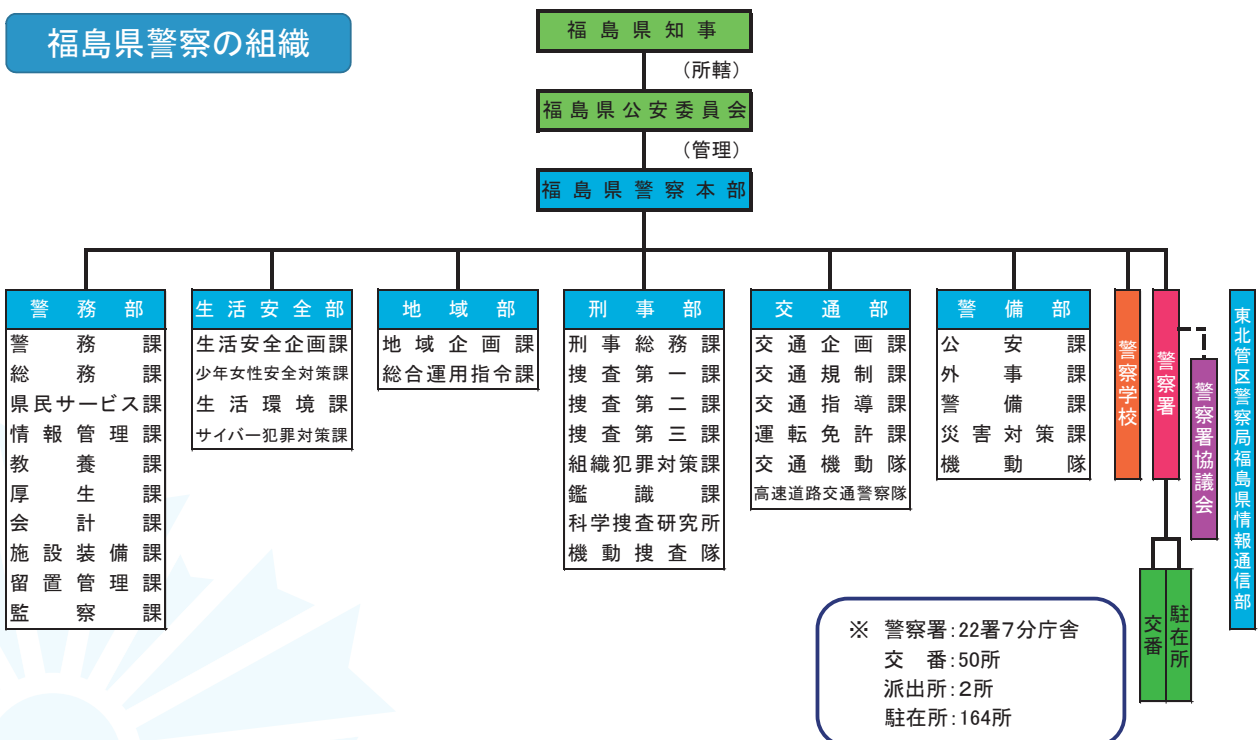 福島県警察の組織
福島県知事
（所轄）
福島県公安委員会
（管理）
福島県警察本部
警務部
警務課
総務課
県民サービス課
情報管理課
教養課
厚生課
会計課
施設装備課
留置管理課
監察課
生活安全部
生活安全企画課
少年女性安全対策課
生活環境課
サイバー犯罪対策課
地域部
地域企画課
総合運用指令課
刑事部
刑事総務課
捜査第一課
捜査第二課
捜査第三課
組織犯罪対策課
鑑識課
科学捜査研究所
機動捜査隊
交通部
交通企画課
交通規制課
交通指導課
運転免許課
交通機動隊
高速道路交通警察隊
警備部
公安課
外事課
警備課
災害対策課
機動隊
警察学校
警察署
警察署協議会
東北管区警察局福島県情報通信部
交番
駐在所
※ 警察署：22署7分庁舎
交　番：50所
派出所：２所
駐在所：164所